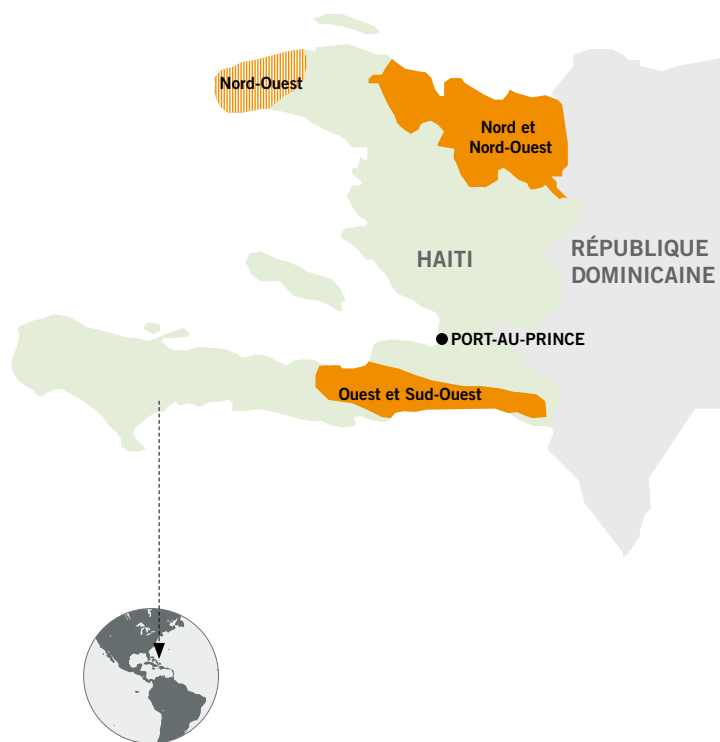 Nord-Ouest
Nord et
Nord-Ouest
HAITI
RÉPUBLIQUE
DOMINICAINE
PORT-AU-PRINCE
Ouest et Sud-Ouest